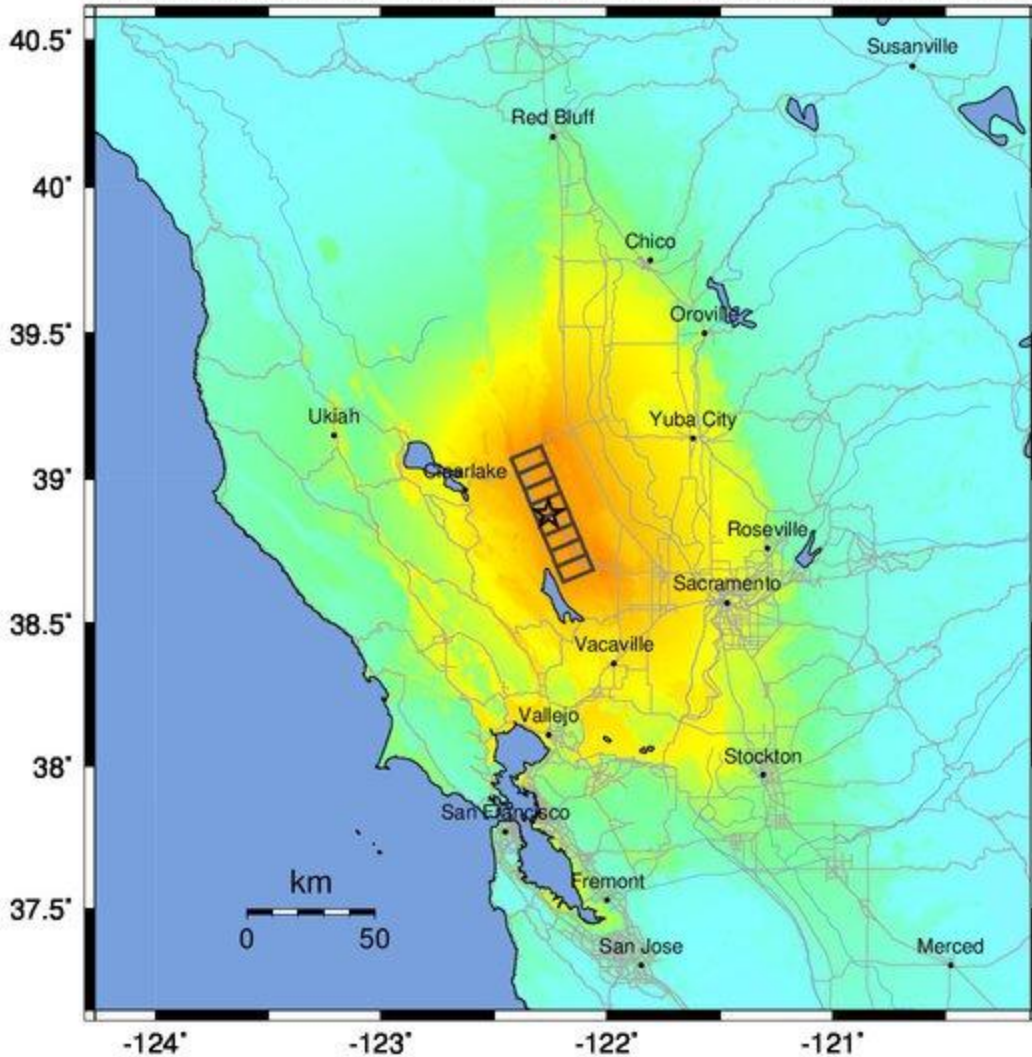 40.5°
Susanville
Red Bluff
40°
Chico
39.5°
Oroville
Ukiah
Yuba City
39°
Clearlake
Roseville
Sacramento
38.5°
Vacaville
Vallejo
38°
Stockton
San Francisco
km
Fremont
37.5°
0 50
San Jose
Merced
-124° -123° -122° -121°